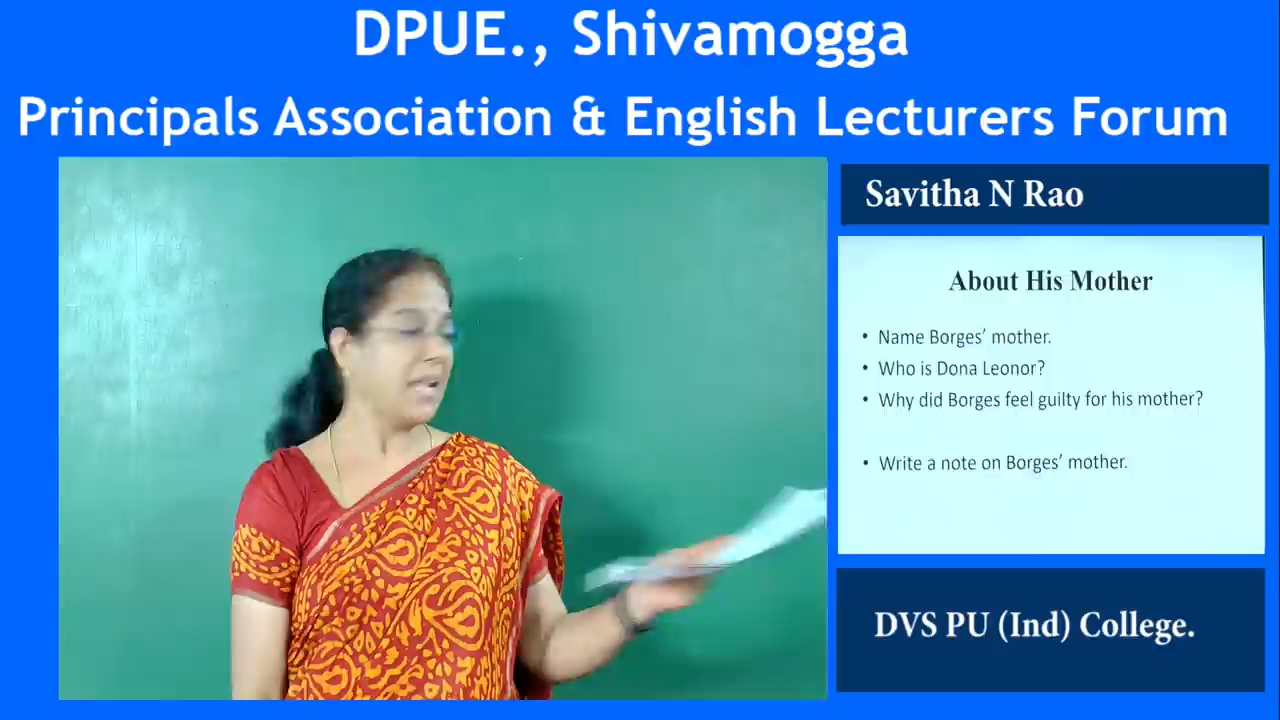 DPUE., Shivamogga
Principals Association & English Lecturers Forum
Savitha N Rao
About His Mother
• Name Borges’ mother.
• Who is Dona Leonor?
• Why did Borges feel guilty for his mother?
• Write a note on Borges’ mother.
DVS PU (Ind) College.